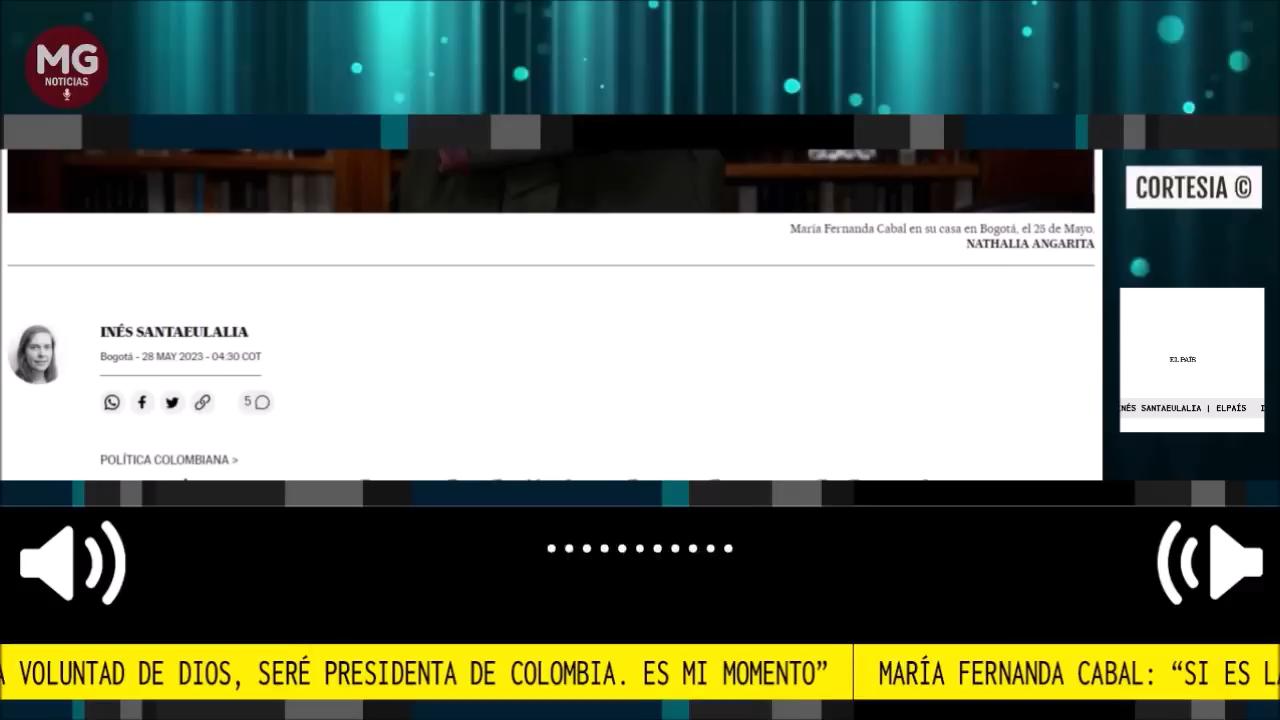 MG
NOTICIAS
CORTESIA ©
María Fernanda Cabal en su casa en Bogotá, el 25 de Mayo.
NATHALIA ANGARITA
INÉS SANTAEULALIA
Bogotá - 28 MAY 2023 - 04:30 COT
5
EL PAÍS
INÉS SANTAEULALIA | ELPAÍS
POLÍTICA COLOMBIANA >
VOLUNTAD DE DIOS, SERÉ PRESIDENTA DE COLOMBIA. ES MI MOMENTO” MARÍA FERNANDA CABAL: “SI ES LA